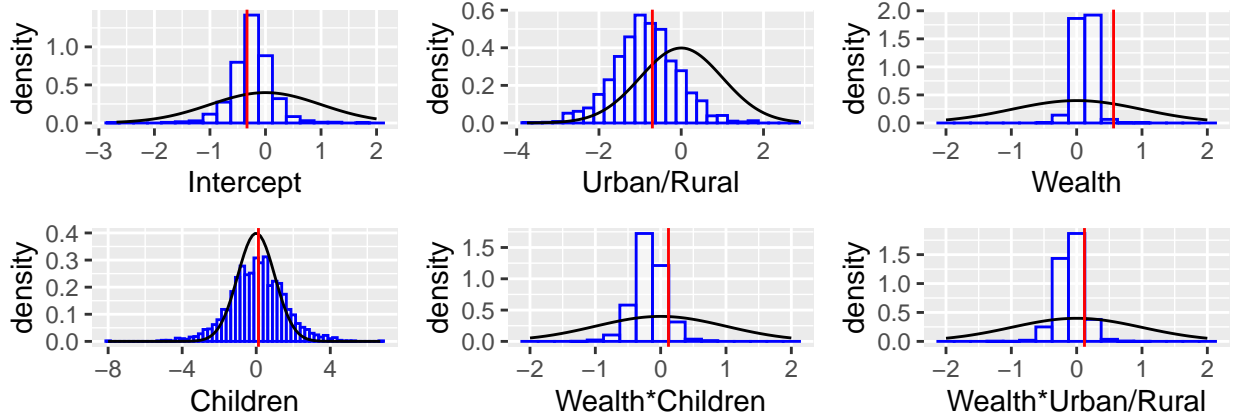 density
0.0
0.5
1.0
−3 −2 −1 0 1 2
Intercept
density
0.0
0.2
0.4
0.6
−4 −2 0 2
Urban/Rural
density
0.0
0.5
1.0
1.5
2.0
−2 −1 0 1 2
Wealth
density
0.0
0.1
0.2
0.3
0.4
−8 −4 0 4
Children
density
0.0
0.5
1.0
1.5
−2 −1 0 1 2
Wealth*Children
density
0.0
0.5
1.0
1.5
−2 −1 0 1 2
Wealth*Urban/Rural